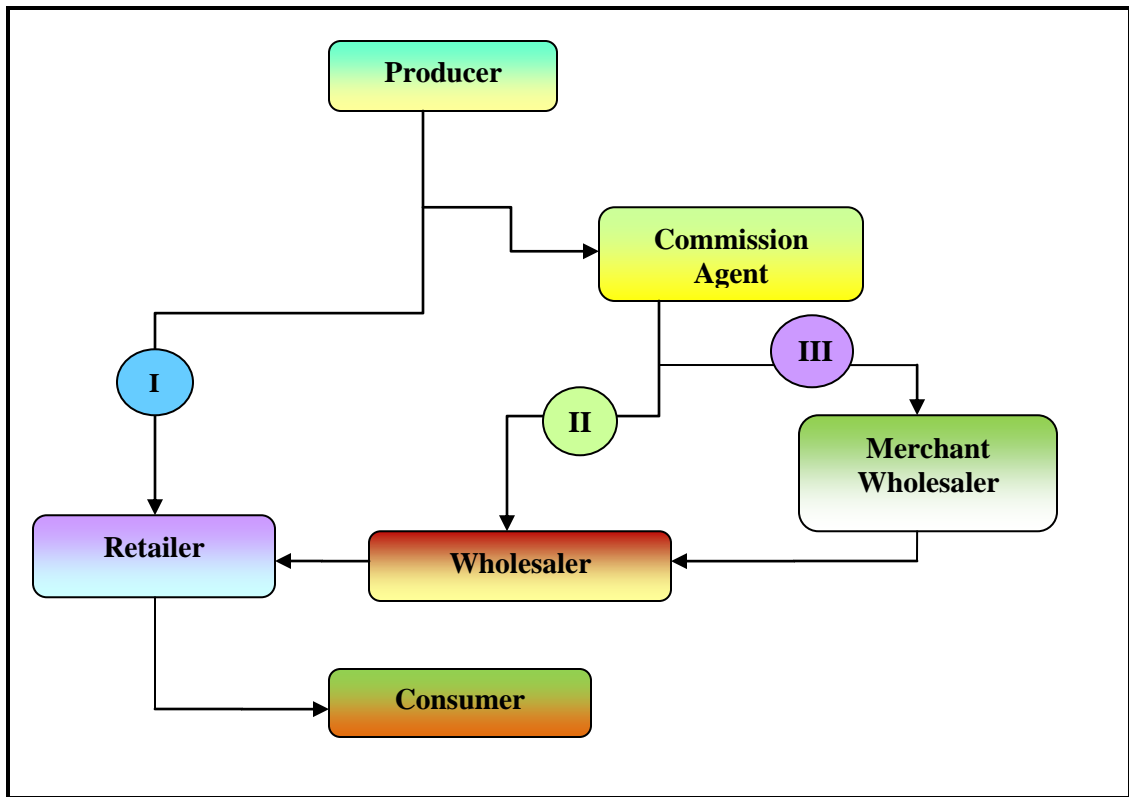 Producer
Commission
Agent
III
I
II
Merchant
Wholesaler
Retailer
Wholesaler
Consumer